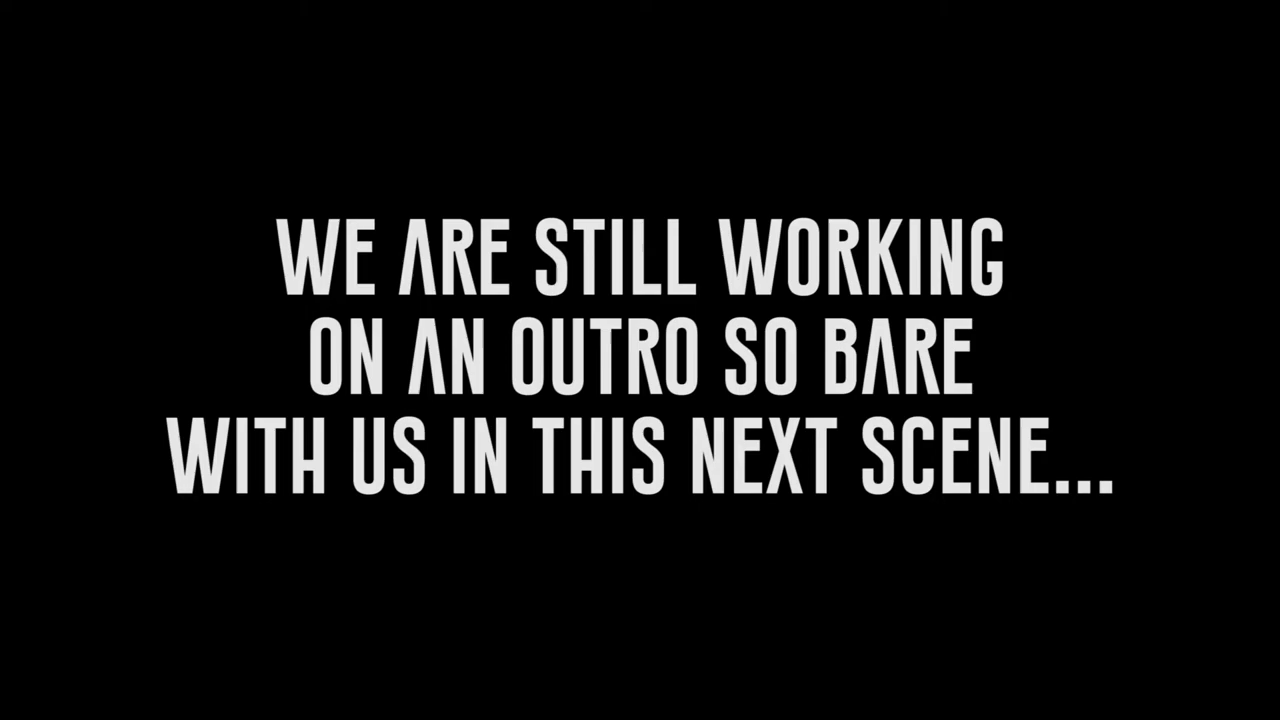 WE ARE STILL WORKING
ON AN OUTRO SO BARE
WITH US IN THIS NEXT SCENE...